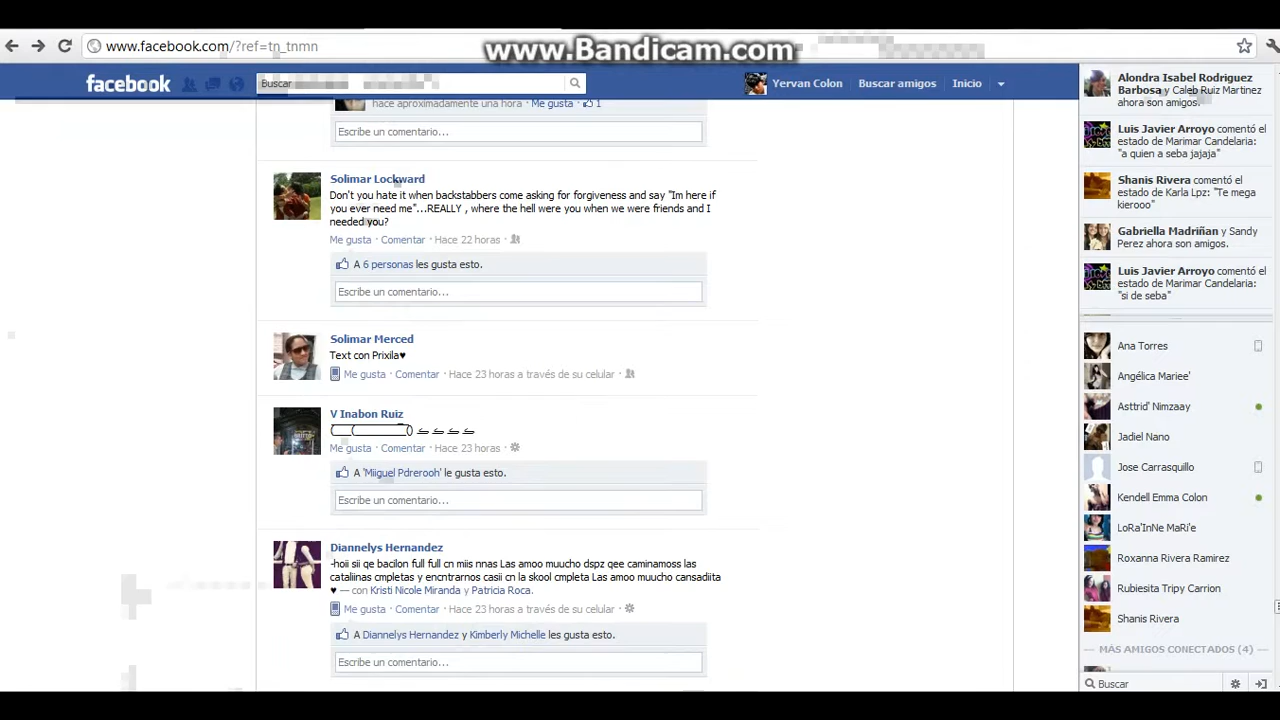 www.Bandicam.com
www.facebook.com/?ref=tn_tnmn
facebook
Buscar
Yervan Colon
Buscar amigos
Inicio
hace aproximadamente una hora · Me gusta · 1
Escribe un comentario...
Solimar Lockward
Don't you hate it when backstabbers come asking for forgiveness and say "Im here if
you ever need me"...REALLY , where the hell were you when we were friends and I
needed you?
Me gusta · Comentar · Hace 22 horas
A 6 personas les gusta esto.
Escribe un comentario...
Solimar Merced
Text con Prixila♥
Me gusta · Comentar · Hace 23 horas a través de su celular
V Inabon Ruiz
Me gusta · Comentar · Hace 23 horas
A 'Miiguel Pdrerooh' le gusta esto.
Escribe un comentario...
Diannelys Hernandez
-hoii sii qe bacilon full full cn miis nnas Las amoo muucho dspz qee caminamoss las
cataliinas cmpletas y encntrarnos casii cn la skool cmpleta Las amoo muucho cansadiita
♥ — con Kristi Nicole Miranda y Patricia Roca.
Me gusta · Comentar · Hace 23 horas a través de su celular
A Diannelys Hernandez y Kimberly Michelle les gusta esto.
Escribe un comentario...
Alondra Isabel Rodriguez
Barbosa y Caleb Ruiz Martinez
ahora son amigos.
Luis Javier Arroyo comentó el
estado de Marimar Candelaria:
"a quien a seba jajaja"
Shanis Rivera comentó el
estado de Karla Lpz: "Te mega
kierooo"
Gabriella Madriñan y Sandy
Perez ahora son amigos.
Luis Javier Arroyo comentó el
estado de Marimar Candelaria:
"si de seba"
Ana Torres
Angélica Mariee'
Asttrid' Nimzaay
Jadiel Nano
Jose Carrasquillo
Kendell Emma Colon
LoRa'InNe MaRi'e
Roxanna Rivera Ramirez
Rubiesita Tripy Carrion
Shanis Rivera
MÁS AMIGOS CONECTADOS (4)
Buscar